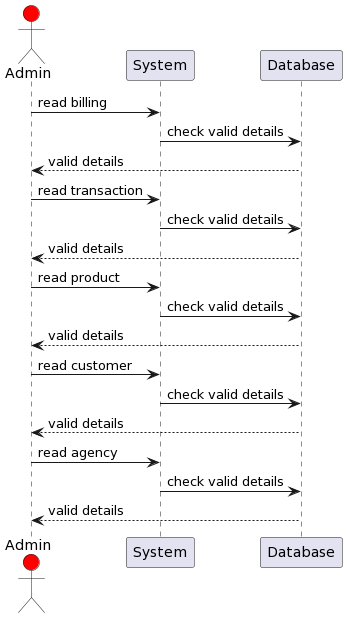 Admin
System
Database
read billing
check valid details
valid details
read transaction
check valid details
valid details
read product
check valid details
valid details
read customer
check valid details
valid details
read agency
check valid details
valid details
Admin
System
Database